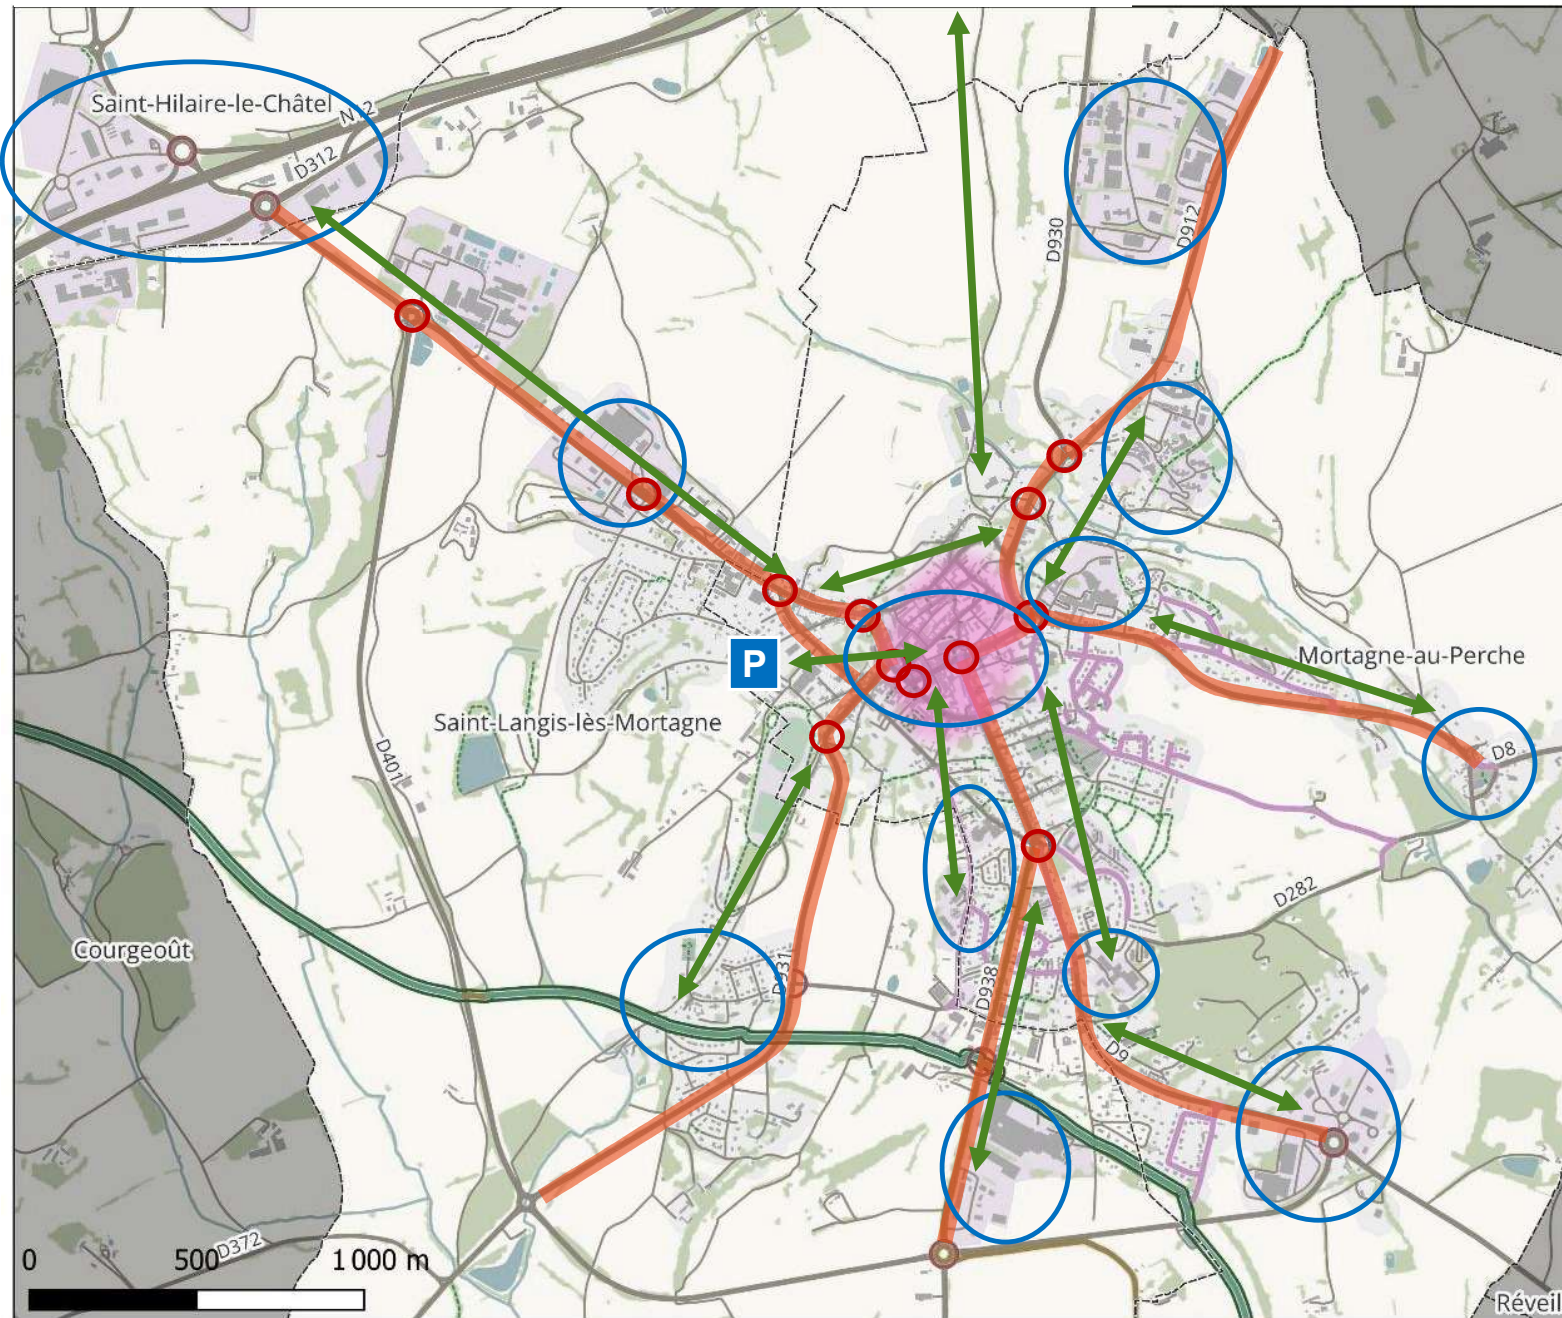 Saint-Hilaire-le-Châtel
N 12
D312
D930
D912
P
Mortagne-au-Perche
Saint-Langis-lès-Mortagne
D8
D401
D282
Courgeoût
D931
D938
D9
D372
0 500 1 000 m
Réveil